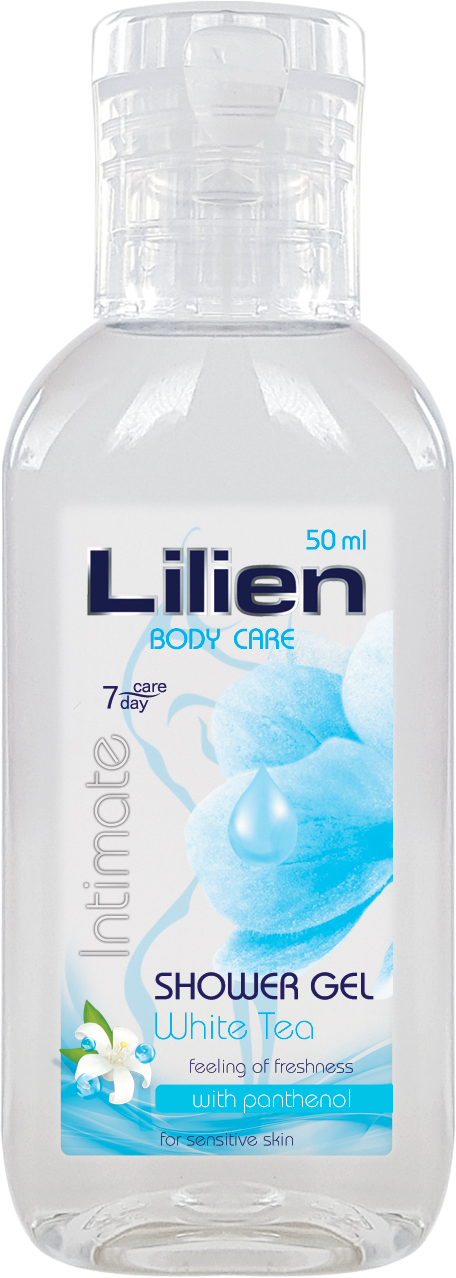 50 ml
Lilien
BODY CARE
7 day care
Intimate
SHOWER GEL
White Tea
feeling of freshness
with panthenol
for sensitive skin